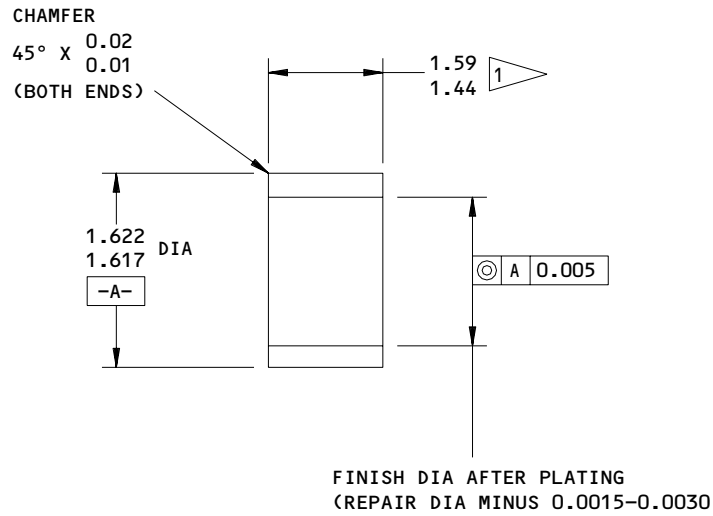 CHAMFER
45° X 0.02
0.01
(BOTH ENDS)
1.59
1.44
1
1.622
1.617
DIA
-A-
◎ A 0.005
FINISH DIA AFTER PLATING
(REPAIR DIA MINUS 0.0015-0.0030